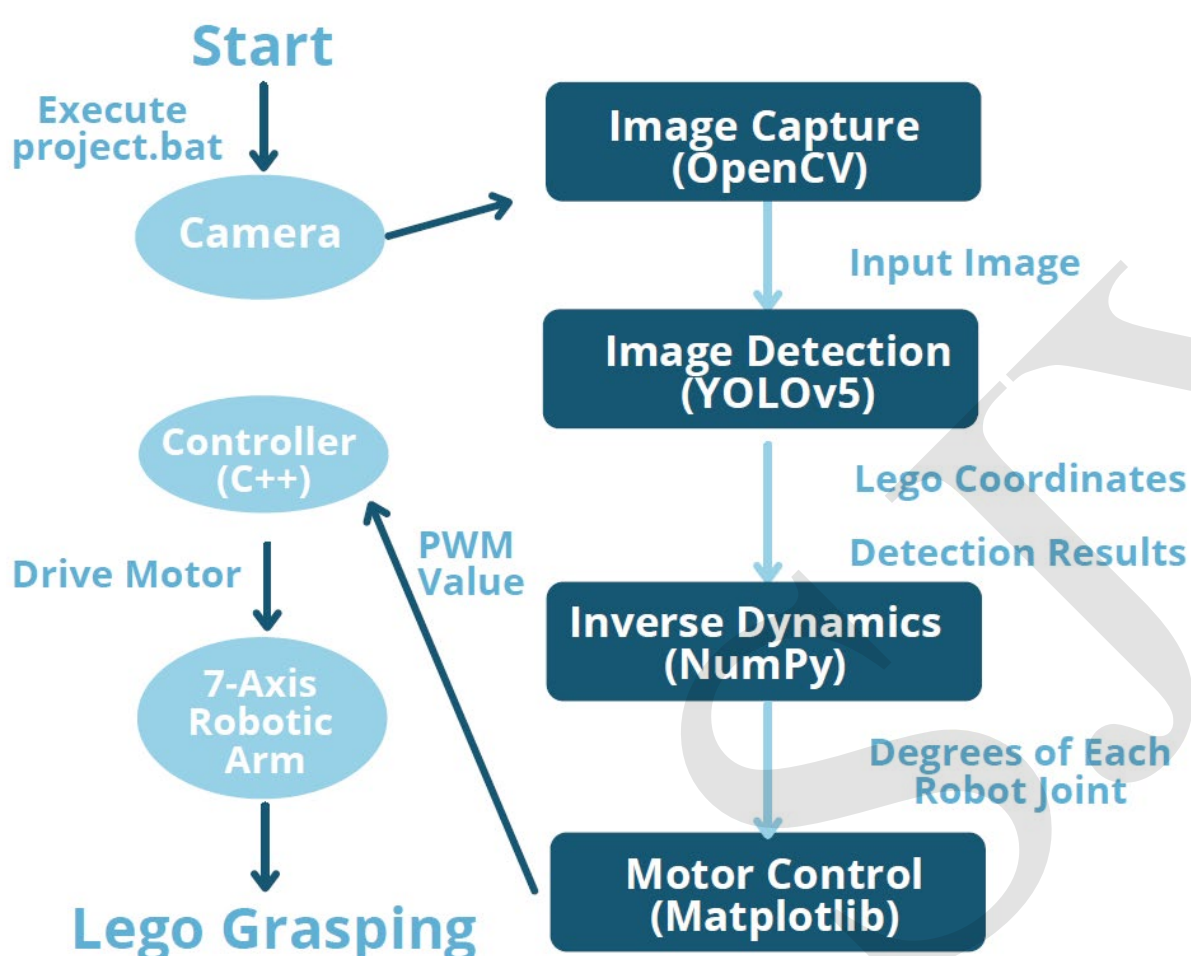 Start
Execute
project.bat
Camera
Image Capture
(OpenCV)
Input Image
Image Detection
(YOLOv5)
Lego Coordinates
Detection Results
Inverse Dynamics
(NumPy)
Degrees of Each
Robot Joint
Motor Control
(Matplotlib)
PWM
Value
Controller
(C++)
Drive Motor
7-Axis
Robotic
Arm
Lego Grasping